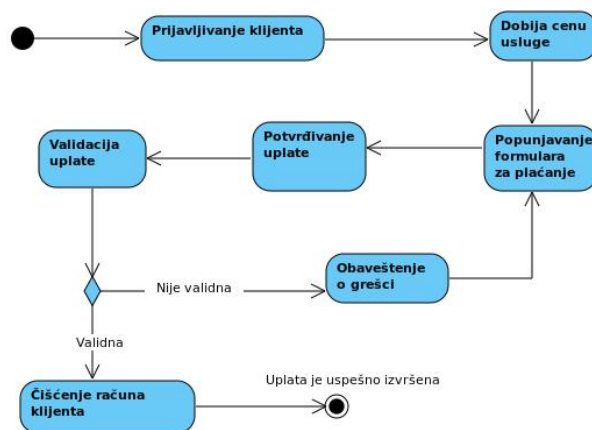 Prijavljivanje klijenta
Dobija cenu
usluge
Validacija
uplate
Potvrđivanje
uplate
Popunjavanje
formulara
za plaćanje
Nije validna
Obaveštenje
o grešci
Validna
Čišćenje računa
klijenta
Uplata je uspešno izvršena